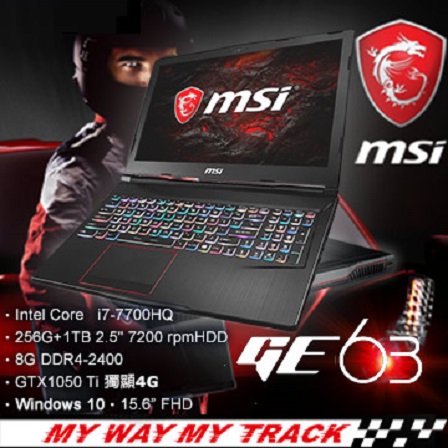 msi
msi
msi
・Intel Core i7-7700HQ
・256G+1TB 2.5" 7200 rpmHDD
・8G DDR4-2400
・GTX1050 Ti 獨顯4G
・Windows 10・15.6" FHD
GE63
MY WAY MY TRACK